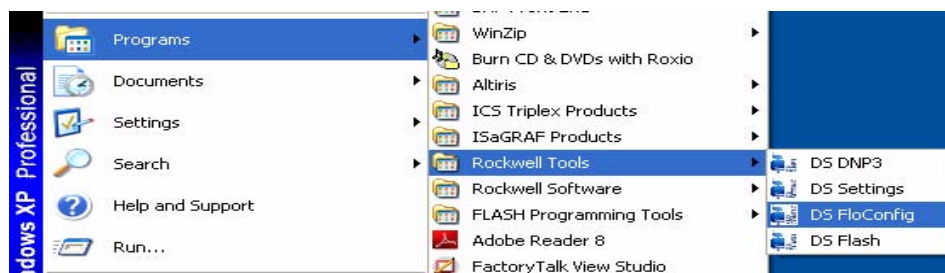 dows XP Professional
Programs
Documents
Settings
Search
Help and Support
Run...
WinZip
Burn CD & DVDs with Roxio
Altiris
ICS Triplex Products
ISaGRAF Products
Rockwell Tools
Rockwell Software
FLASH Programming Tools
Adobe Reader 8
FactoryTalk View Studio
DS DNP3
DS Settings
DS FloConfig
DS Flash